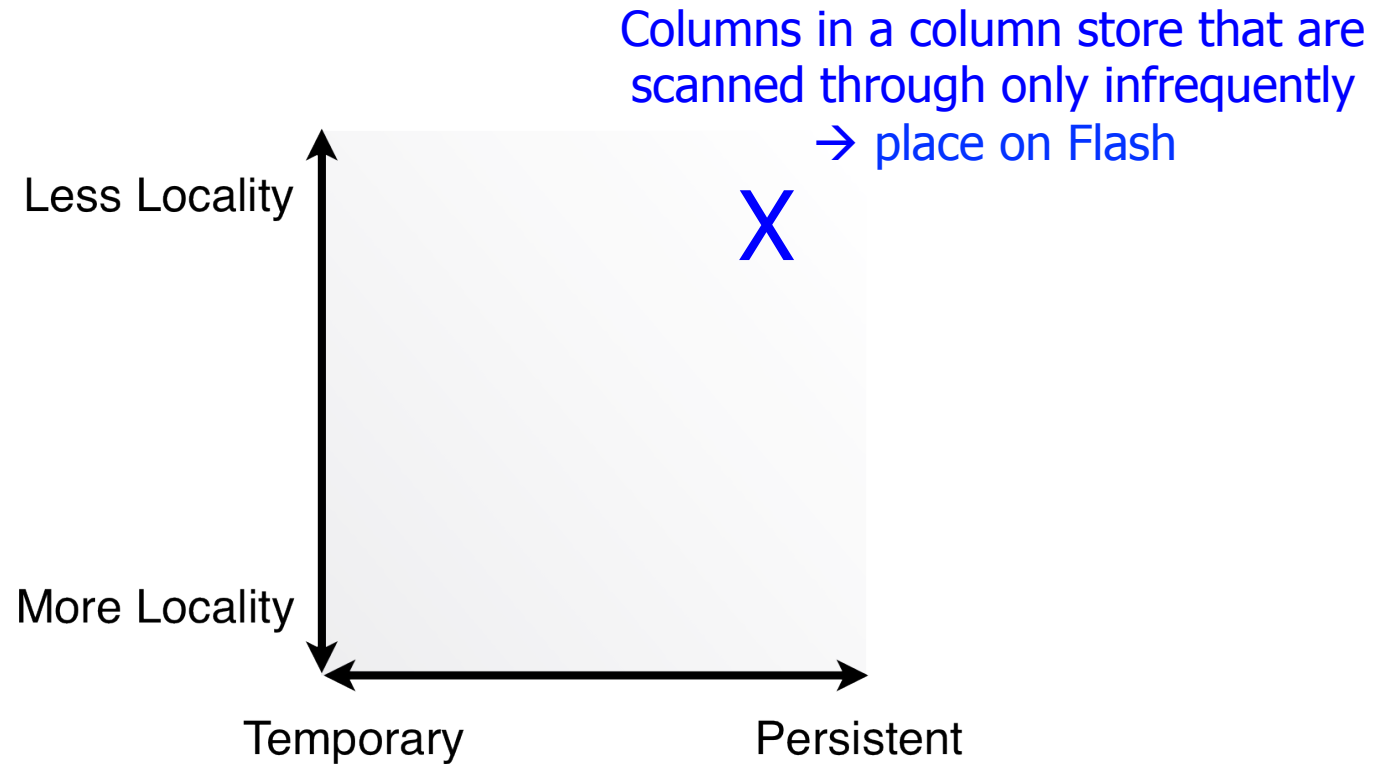 Columns in a column store that are
scanned through only infrequently
→ place on Flash
Less Locality
X
More Locality
Temporary Persistent